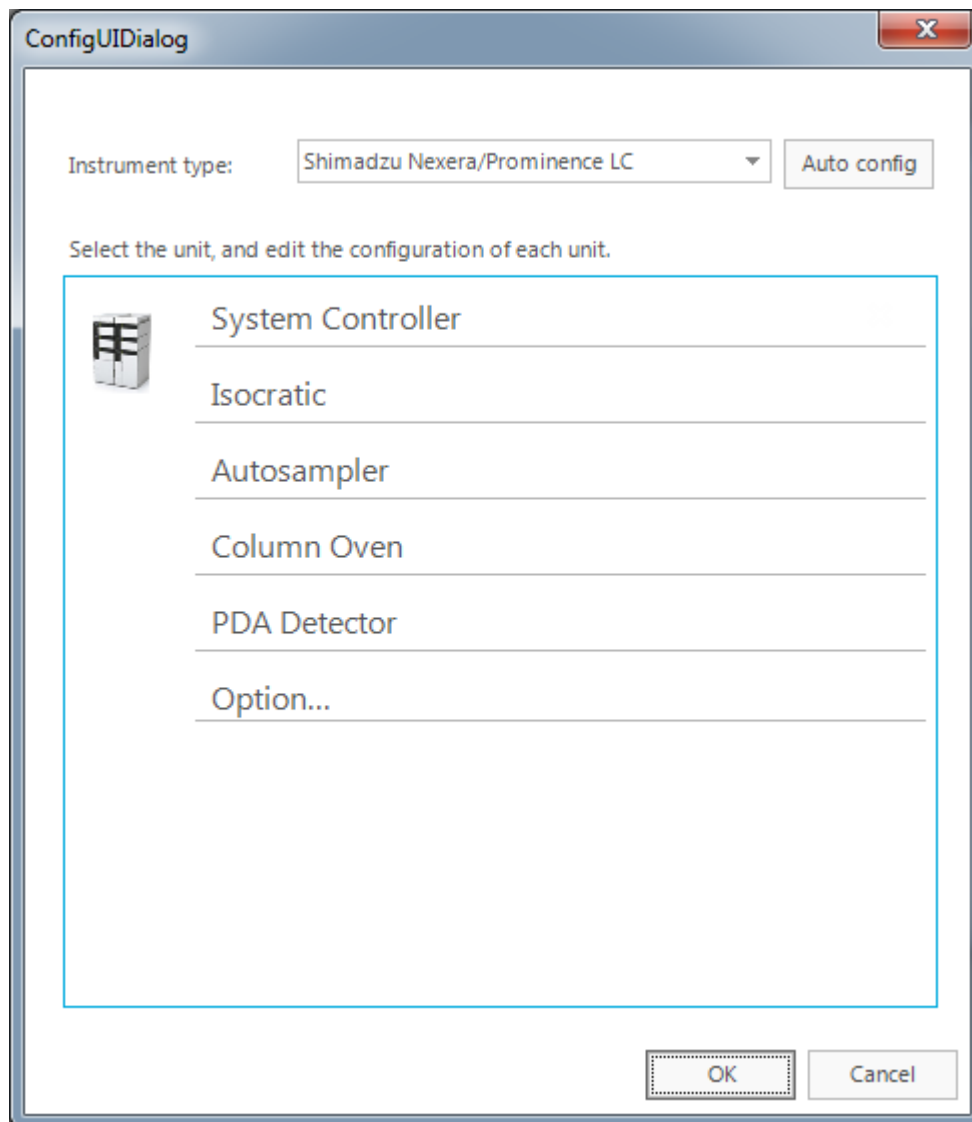 ConfigUIDialog
Instrument type: Shimadzu Nexera/Prominence LC Auto config
Select the unit, and edit the configuration of each unit.
System Controller
Isocratic
Autosampler
Column Oven
PDA Detector
Option...
OK Cancel